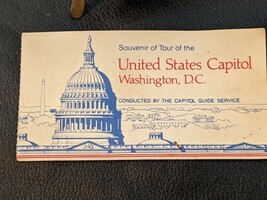 Souvenir of Tour of the
United States Capitol
Washington, D.C.
CONDUCTED BY THE CAPITOL GUIDE SERVICE